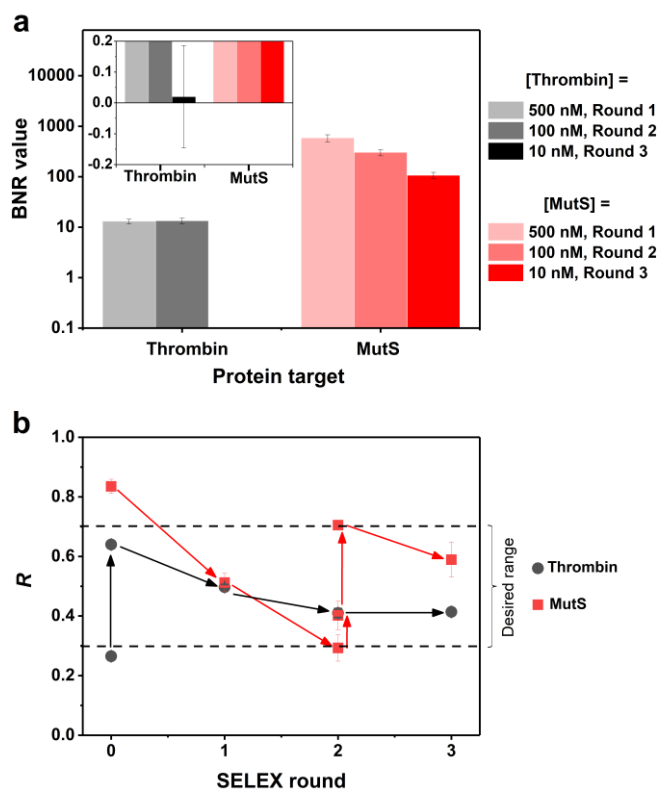 a
10000
1000
100
10
1
0.1
BNR value
0.2
0.1
0.0
-0.1
-0.2
Thrombin
MutS
Thrombin
MutS
Protein target
[Thrombin] =
500 nM, Round 1
100 nM, Round 2
10 nM, Round 3
[MutS] =
500 nM, Round 1
100 nM, Round 2
10 nM, Round 3
b
1.0
0.8
0.6
0.4
0.2
0.0
R
0
1
2
3
SELEX round
Desired range
Thrombin
MutS